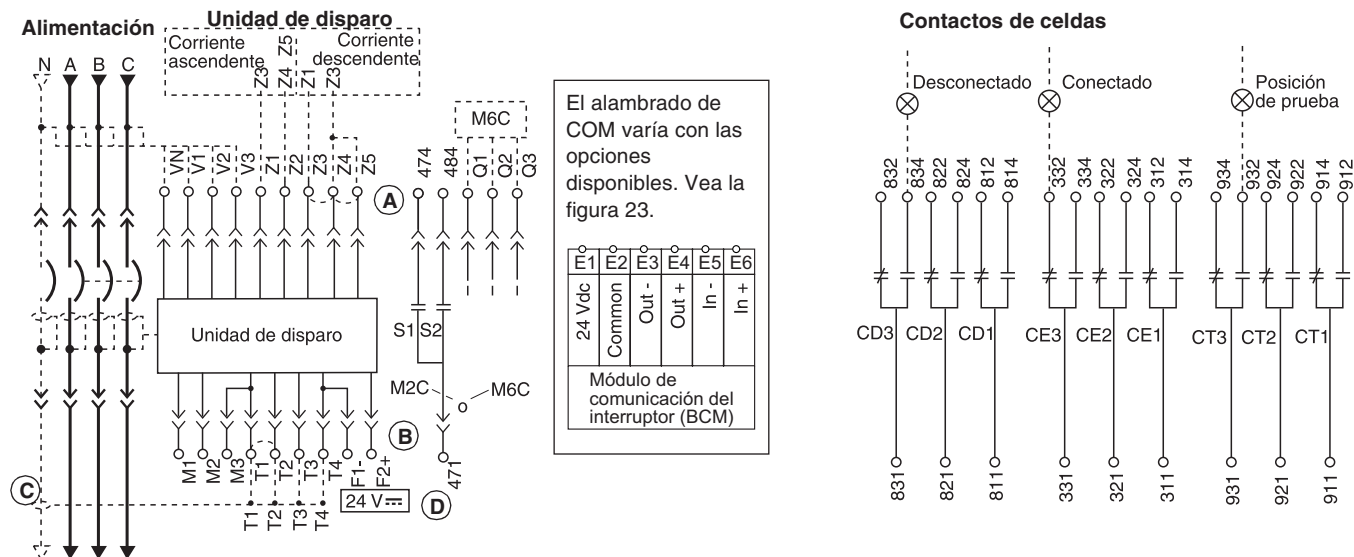 Alimentación
Unidad de disparo
Corriente ascendente
Corriente descendente
Z3 Z4 Z5 Z1 Z3
N A B C
VN V1 V2 V3 Z1 Z2 Z3 Z4 Z5
A
474 484
M6C
Q1 Q2 Q3
Unidad de disparo
S1 S2
M2C M6C
B
M1 M2 M3 T1 T2 T3 T4 F1- F2+
471
C
T1 T2 T3 T4
24 V
D
El alambrado de
COM varía con las
opciones
disponibles. Vea la
figura 23.
E1 E2 E3 E4 E5 E6
24 Vdc
Common
Out -
Out +
In -
In +
Módulo de
comunicación del
interruptor (BCM)
Contactos de celdas
Desconectado
Conectado
Posición
de prueba
832 834 822 824 812 814
332 334 322 324 312 314
934 932 924 922 914 912
CD3 CD2 CD1
CE3 CE2 CE1
CT3 CT2 CT1
831 821 811
331 321 311
931 921 911